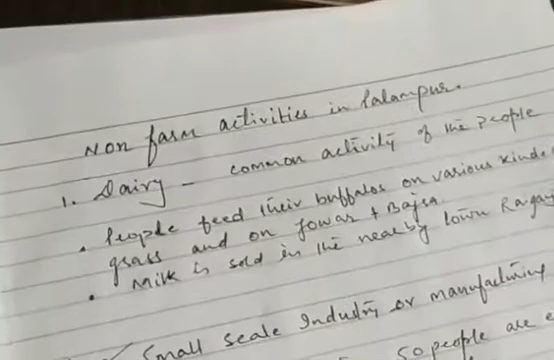 Non farm activities in Palampur.
1. Dairy - common activity of the people
• People feed their buffalos on various kinds
grass and on Jowar + Bajra.
• Milk is sold in the nearby town Raigan
Small scale Industry or manufacturing
50 people are e